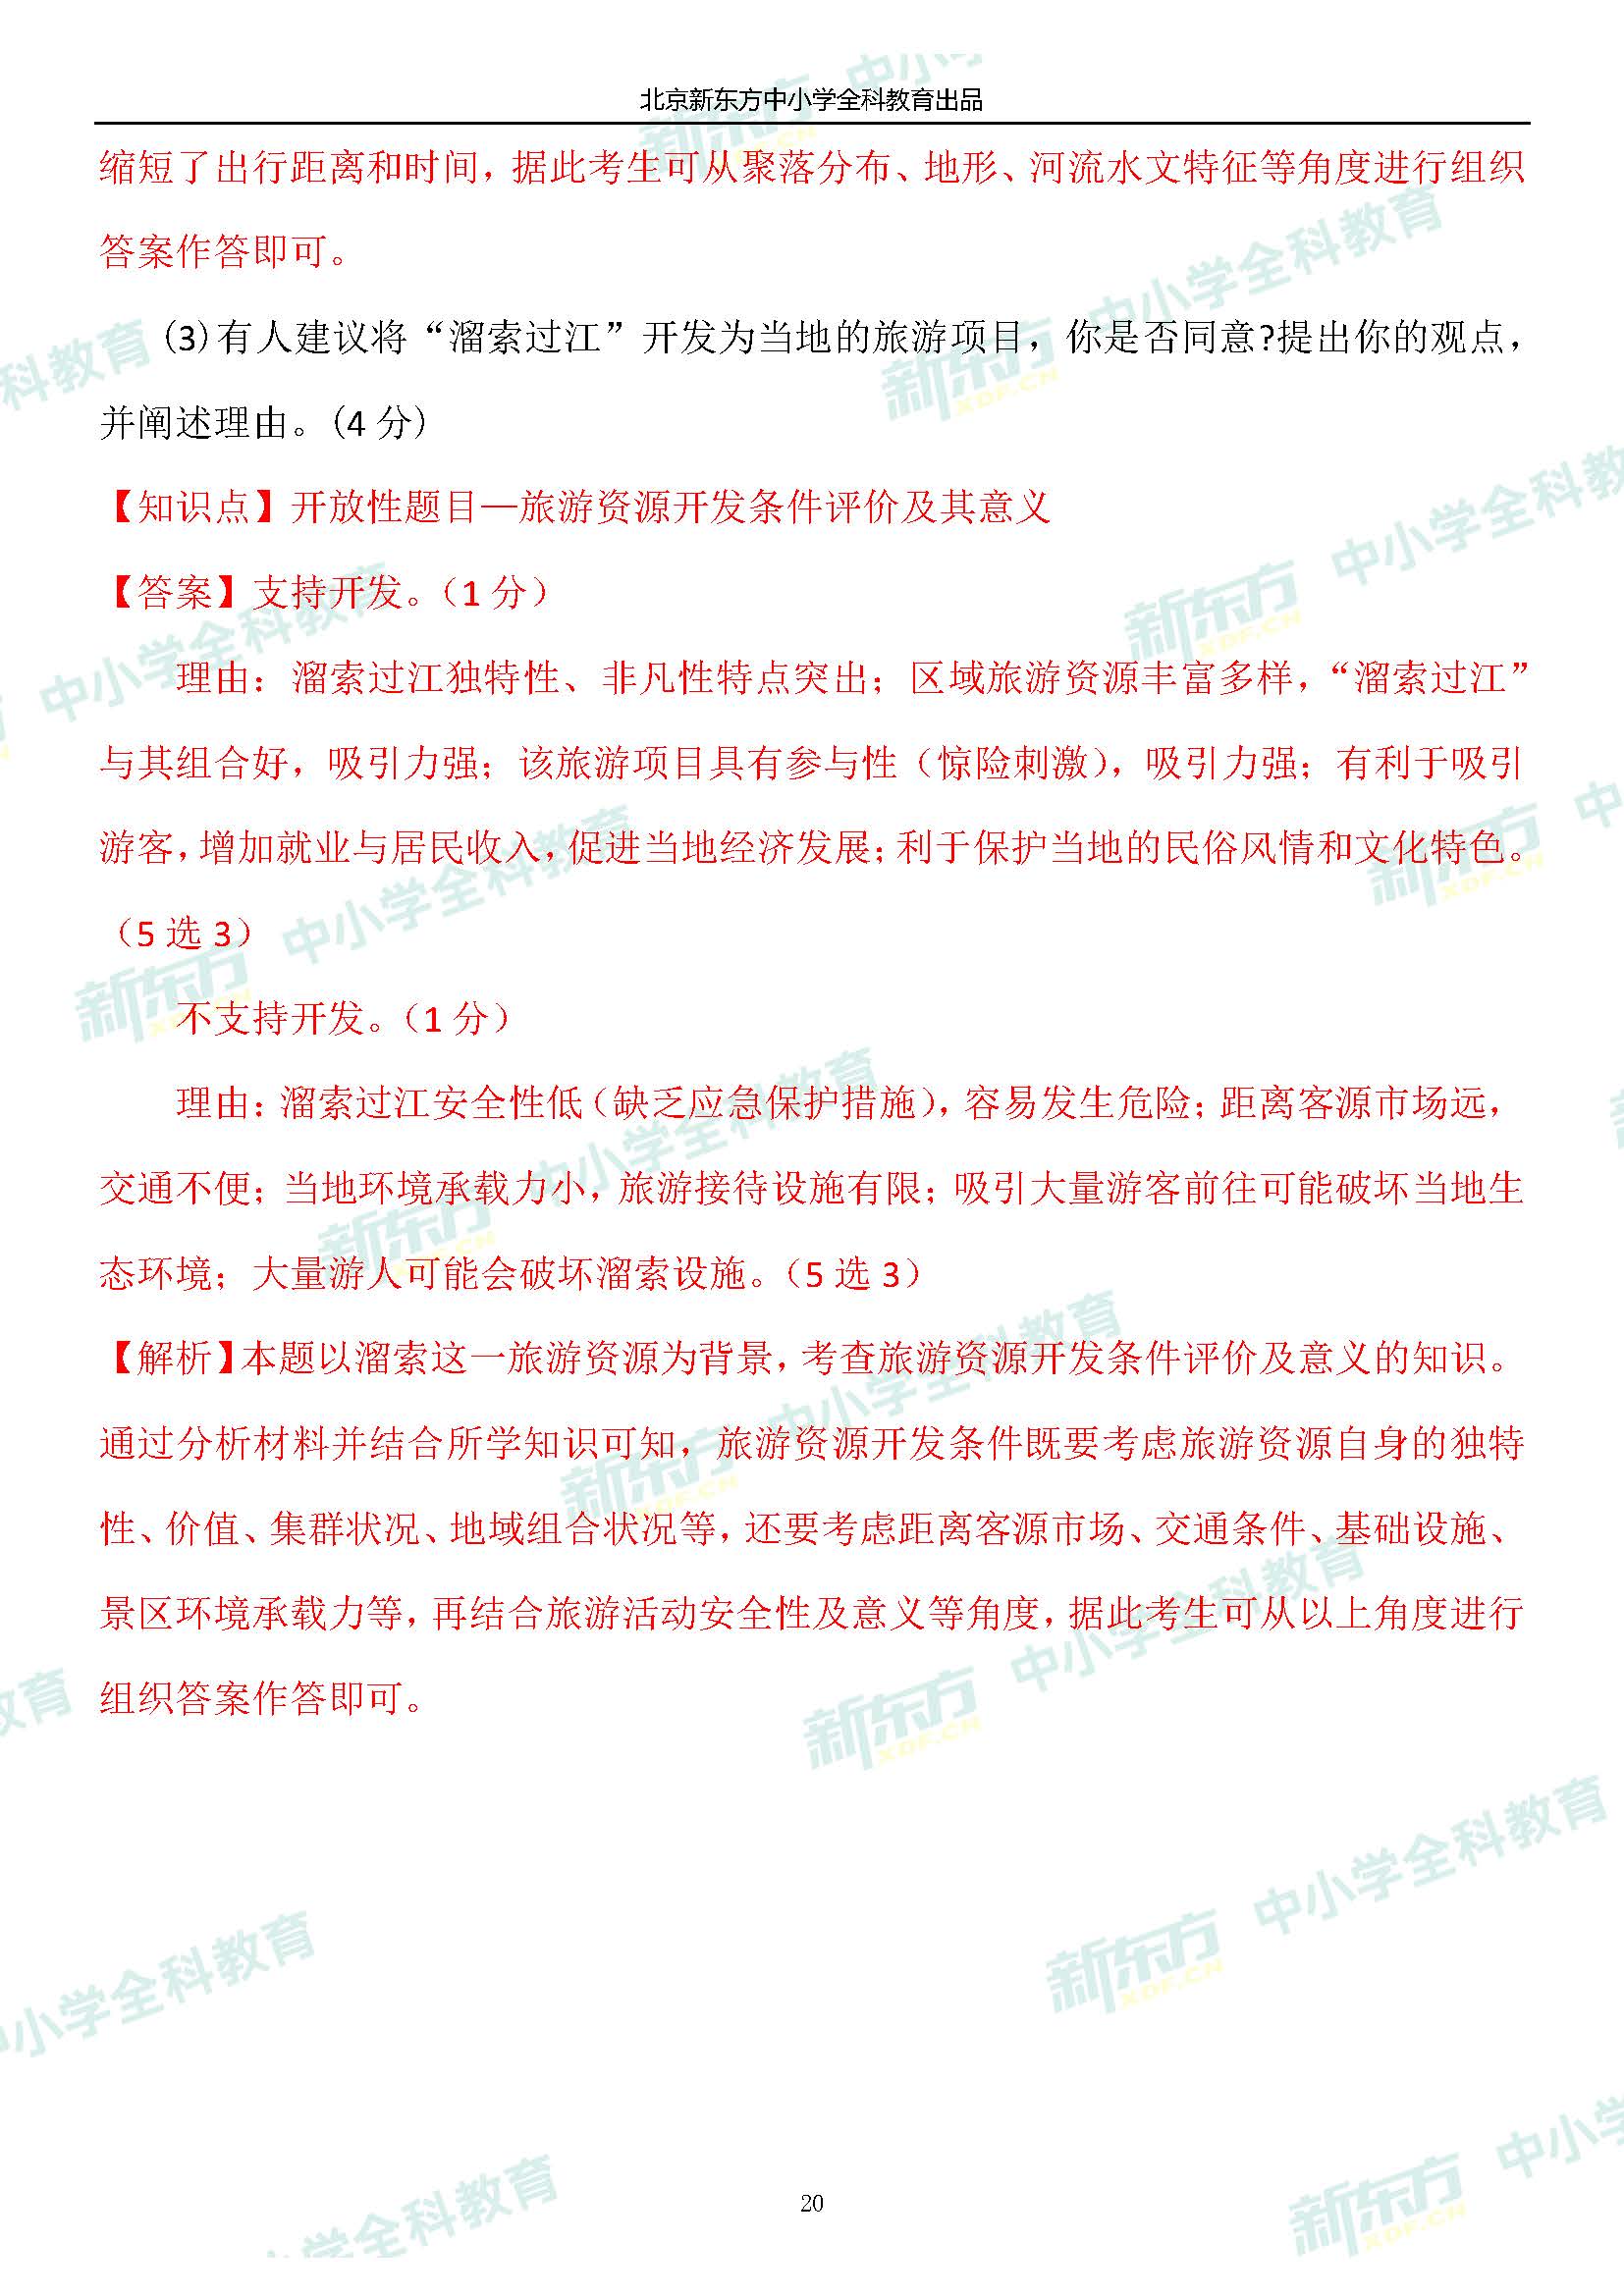 北京新东方中小学全科教育出品
缩短了出行距离和时间，据此考生可从聚落分布、地形、河流水文特征等角度进行组织
答案作答即可。
(3)有人建议将“溜索过江”开发为当地的旅游项目，你是否同意?提出你的观点，
并阐述理由。(4 分)
【知识点】开放性题目—旅游资源开发条件评价及其意义
【答案】支持开发。（1 分）
理由：溜索过江独特性、非凡性特点突出；区域旅游资源丰富多样，“溜索过江”
与其组合好，吸引力强；该旅游项目具有参与性（惊险刺激），吸引力强；有利于吸引
游客，增加就业与居民收入，促进当地经济发展；利于保护当地的民俗风情和文化特色。
（5 选 3）
不支持开发。（1 分）
理由：溜索过江安全性低（缺乏应急保护措施），容易发生危险；距离客源市场远，
交通不便；当地环境承载力小，旅游接待设施有限；吸引大量游客前往可能破坏当地生
态环境；大量游人可能会破坏溜索设施。（5 选 3）
【解析】本题以溜索这一旅游资源为背景，考查旅游资源开发条件评价及意义的知识。
通过分析材料并结合所学知识可知，旅游资源开发条件既要考虑旅游资源自身的独特
性、价值、集群状况、地域组合状况等，还要考虑距离客源市场、交通条件、基础设施、
景区环境承载力等，再结合旅游活动安全性及意义等角度，据此考生可从以上角度进行
组织答案作答即可。
20